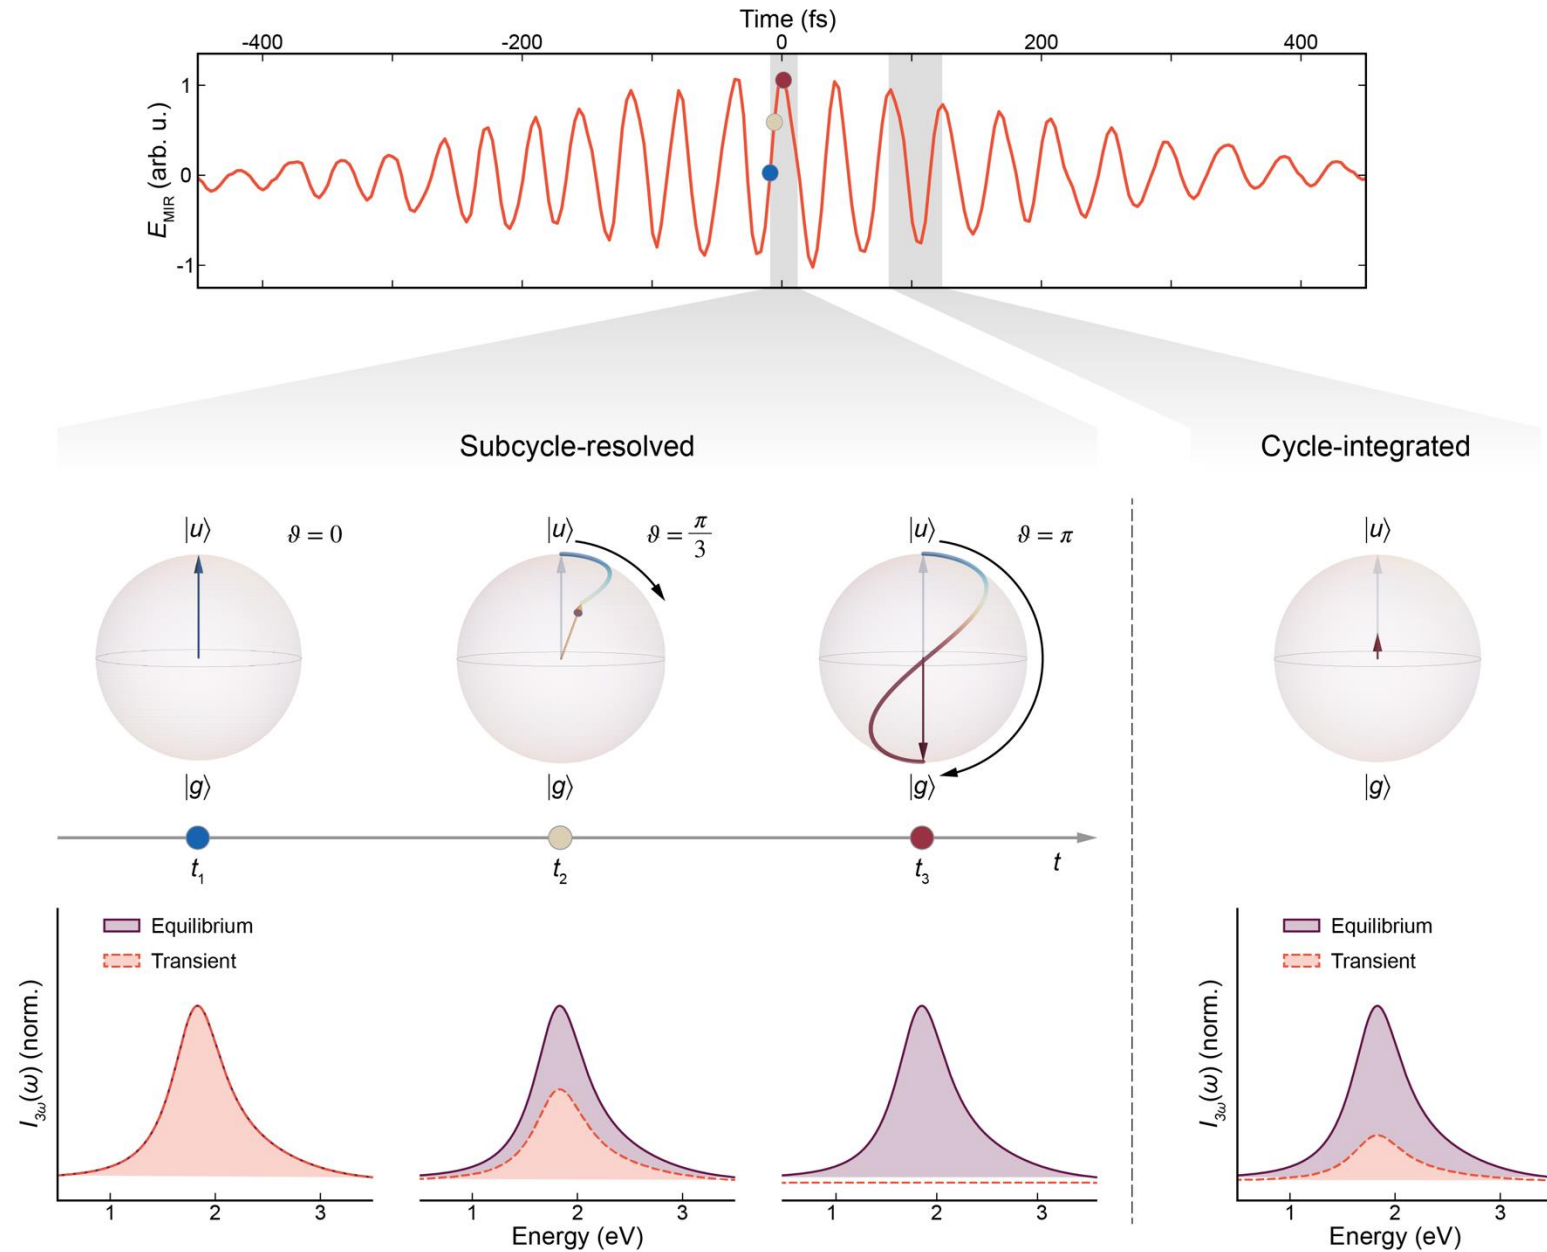 Time (fs)
-400 -200 0 200 400
E_MIR (arb. u.)
1
0
-1
Subcycle-resolved
Cycle-integrated
|u⟩ ϑ = 0
|u⟩ ϑ = π/3
|u⟩ ϑ = π
|u⟩
|g⟩ |g⟩ |g⟩ |g⟩
t₁ t₂ t₃ t
I₃ω(ω) (norm.)
Equilibrium
Transient
1 2 3
1 2 3
1 2 3
Energy (eV)
I₃ω(ω) (norm.)
Equilibrium
Transient
1 2 3
Energy (eV)